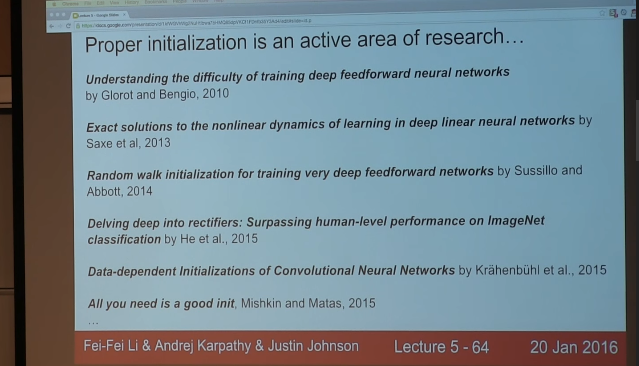 Proper initialization is an active area of research…
Understanding the difficulty of training deep feedforward neural networks
by Glorot and Bengio, 2010
Exact solutions to the nonlinear dynamics of learning in deep linear neural networks by
Saxe et al, 2013
Random walk initialization for training very deep feedforward networks by Sussillo and
Abbott, 2014
Delving deep into rectifiers: Surpassing human-level performance on ImageNet
classification by He et al., 2015
Data-dependent Initializations of Convolutional Neural Networks by Krähenbühl et al., 2015
All you need is a good init, Mishkin and Matas, 2015
…
Fei-Fei Li & Andrej Karpathy & Justin Johnson Lecture 5 - 64 20 Jan 2016